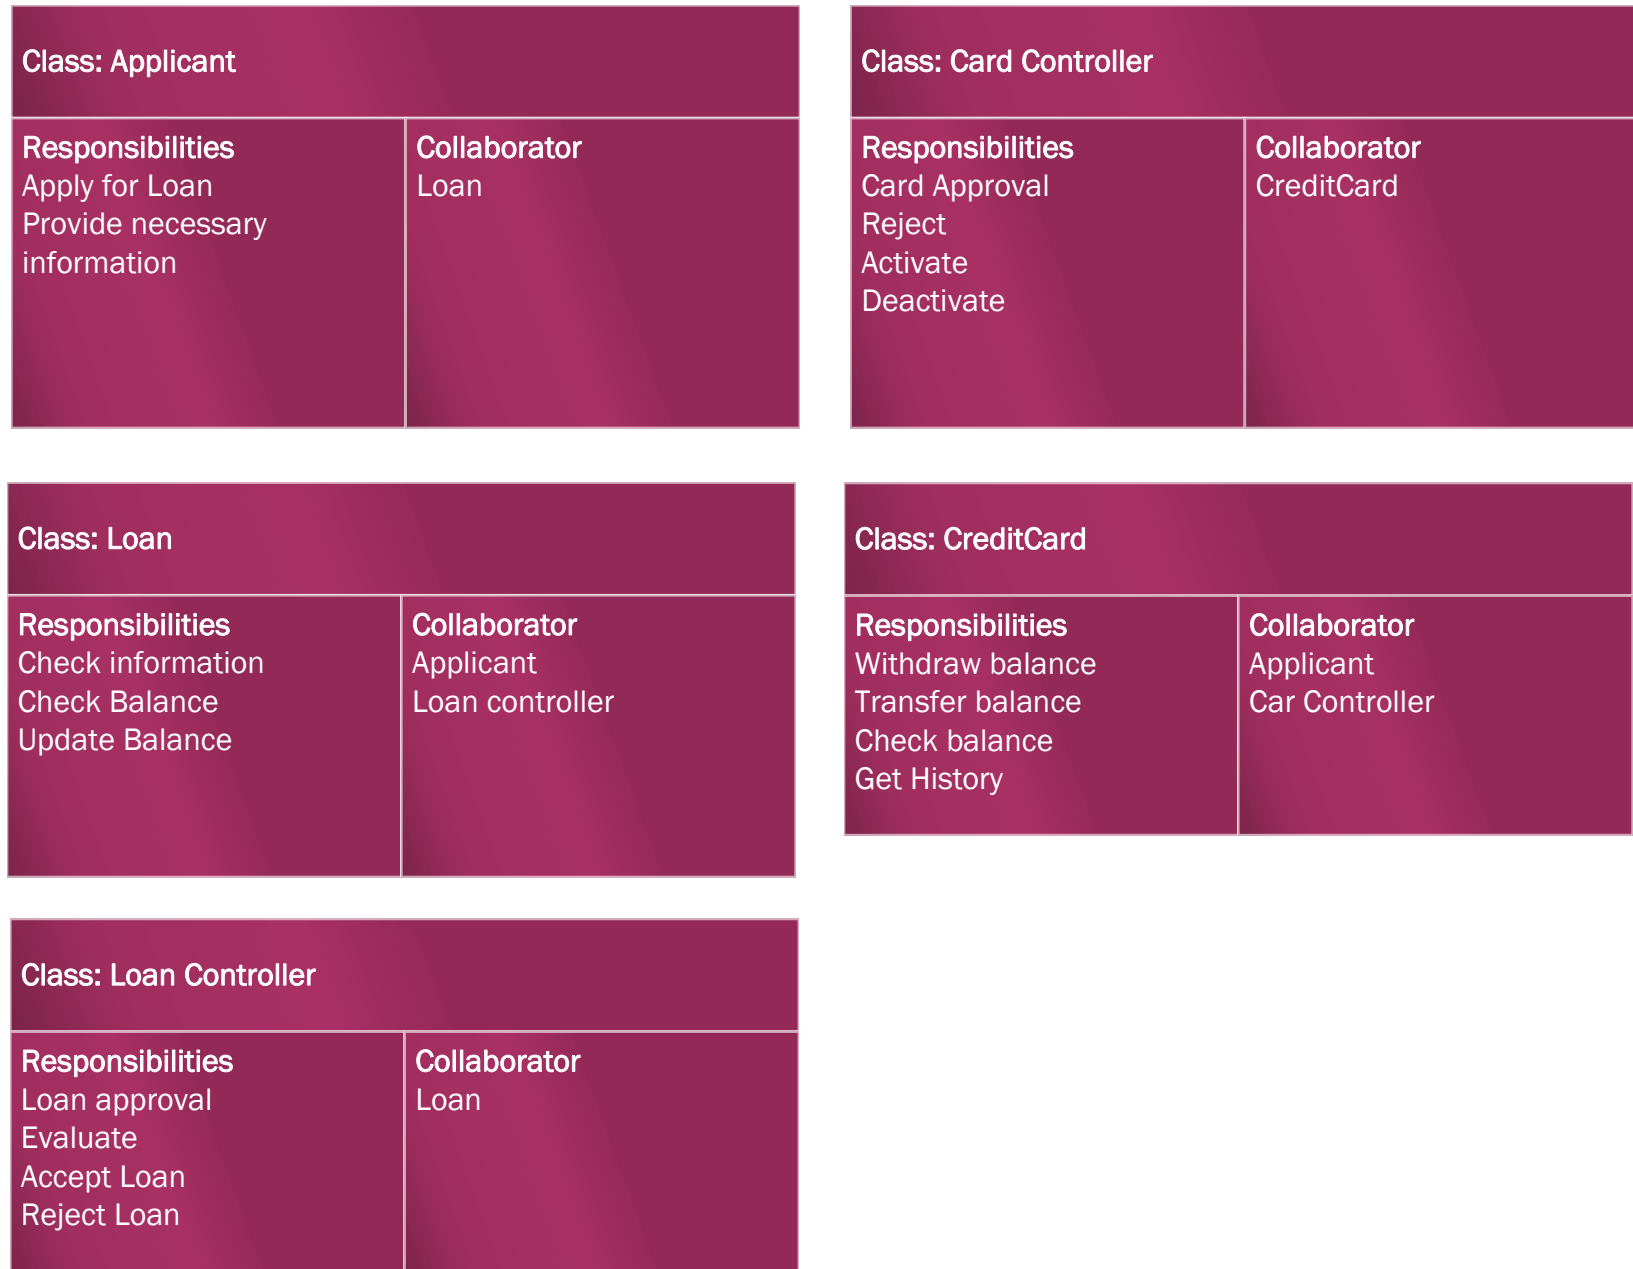 Class: Applicant
Responsibilities
Apply for Loan
Provide necessary
information
Collaborator
Loan
Class: Card Controller
Responsibilities
Card Approval
Reject
Activate
Deactivate
Collaborator
CreditCard
Class: Loan
Responsibilities
Check information
Check Balance
Update Balance
Collaborator
Applicant
Loan controller
Class: CreditCard
Responsibilities
Withdraw balance
Transfer balance
Check balance
Get History
Collaborator
Applicant
Car Controller
Class: Loan Controller
Responsibilities
Loan approval
Evaluate
Accept Loan
Reject Loan
Collaborator
Loan